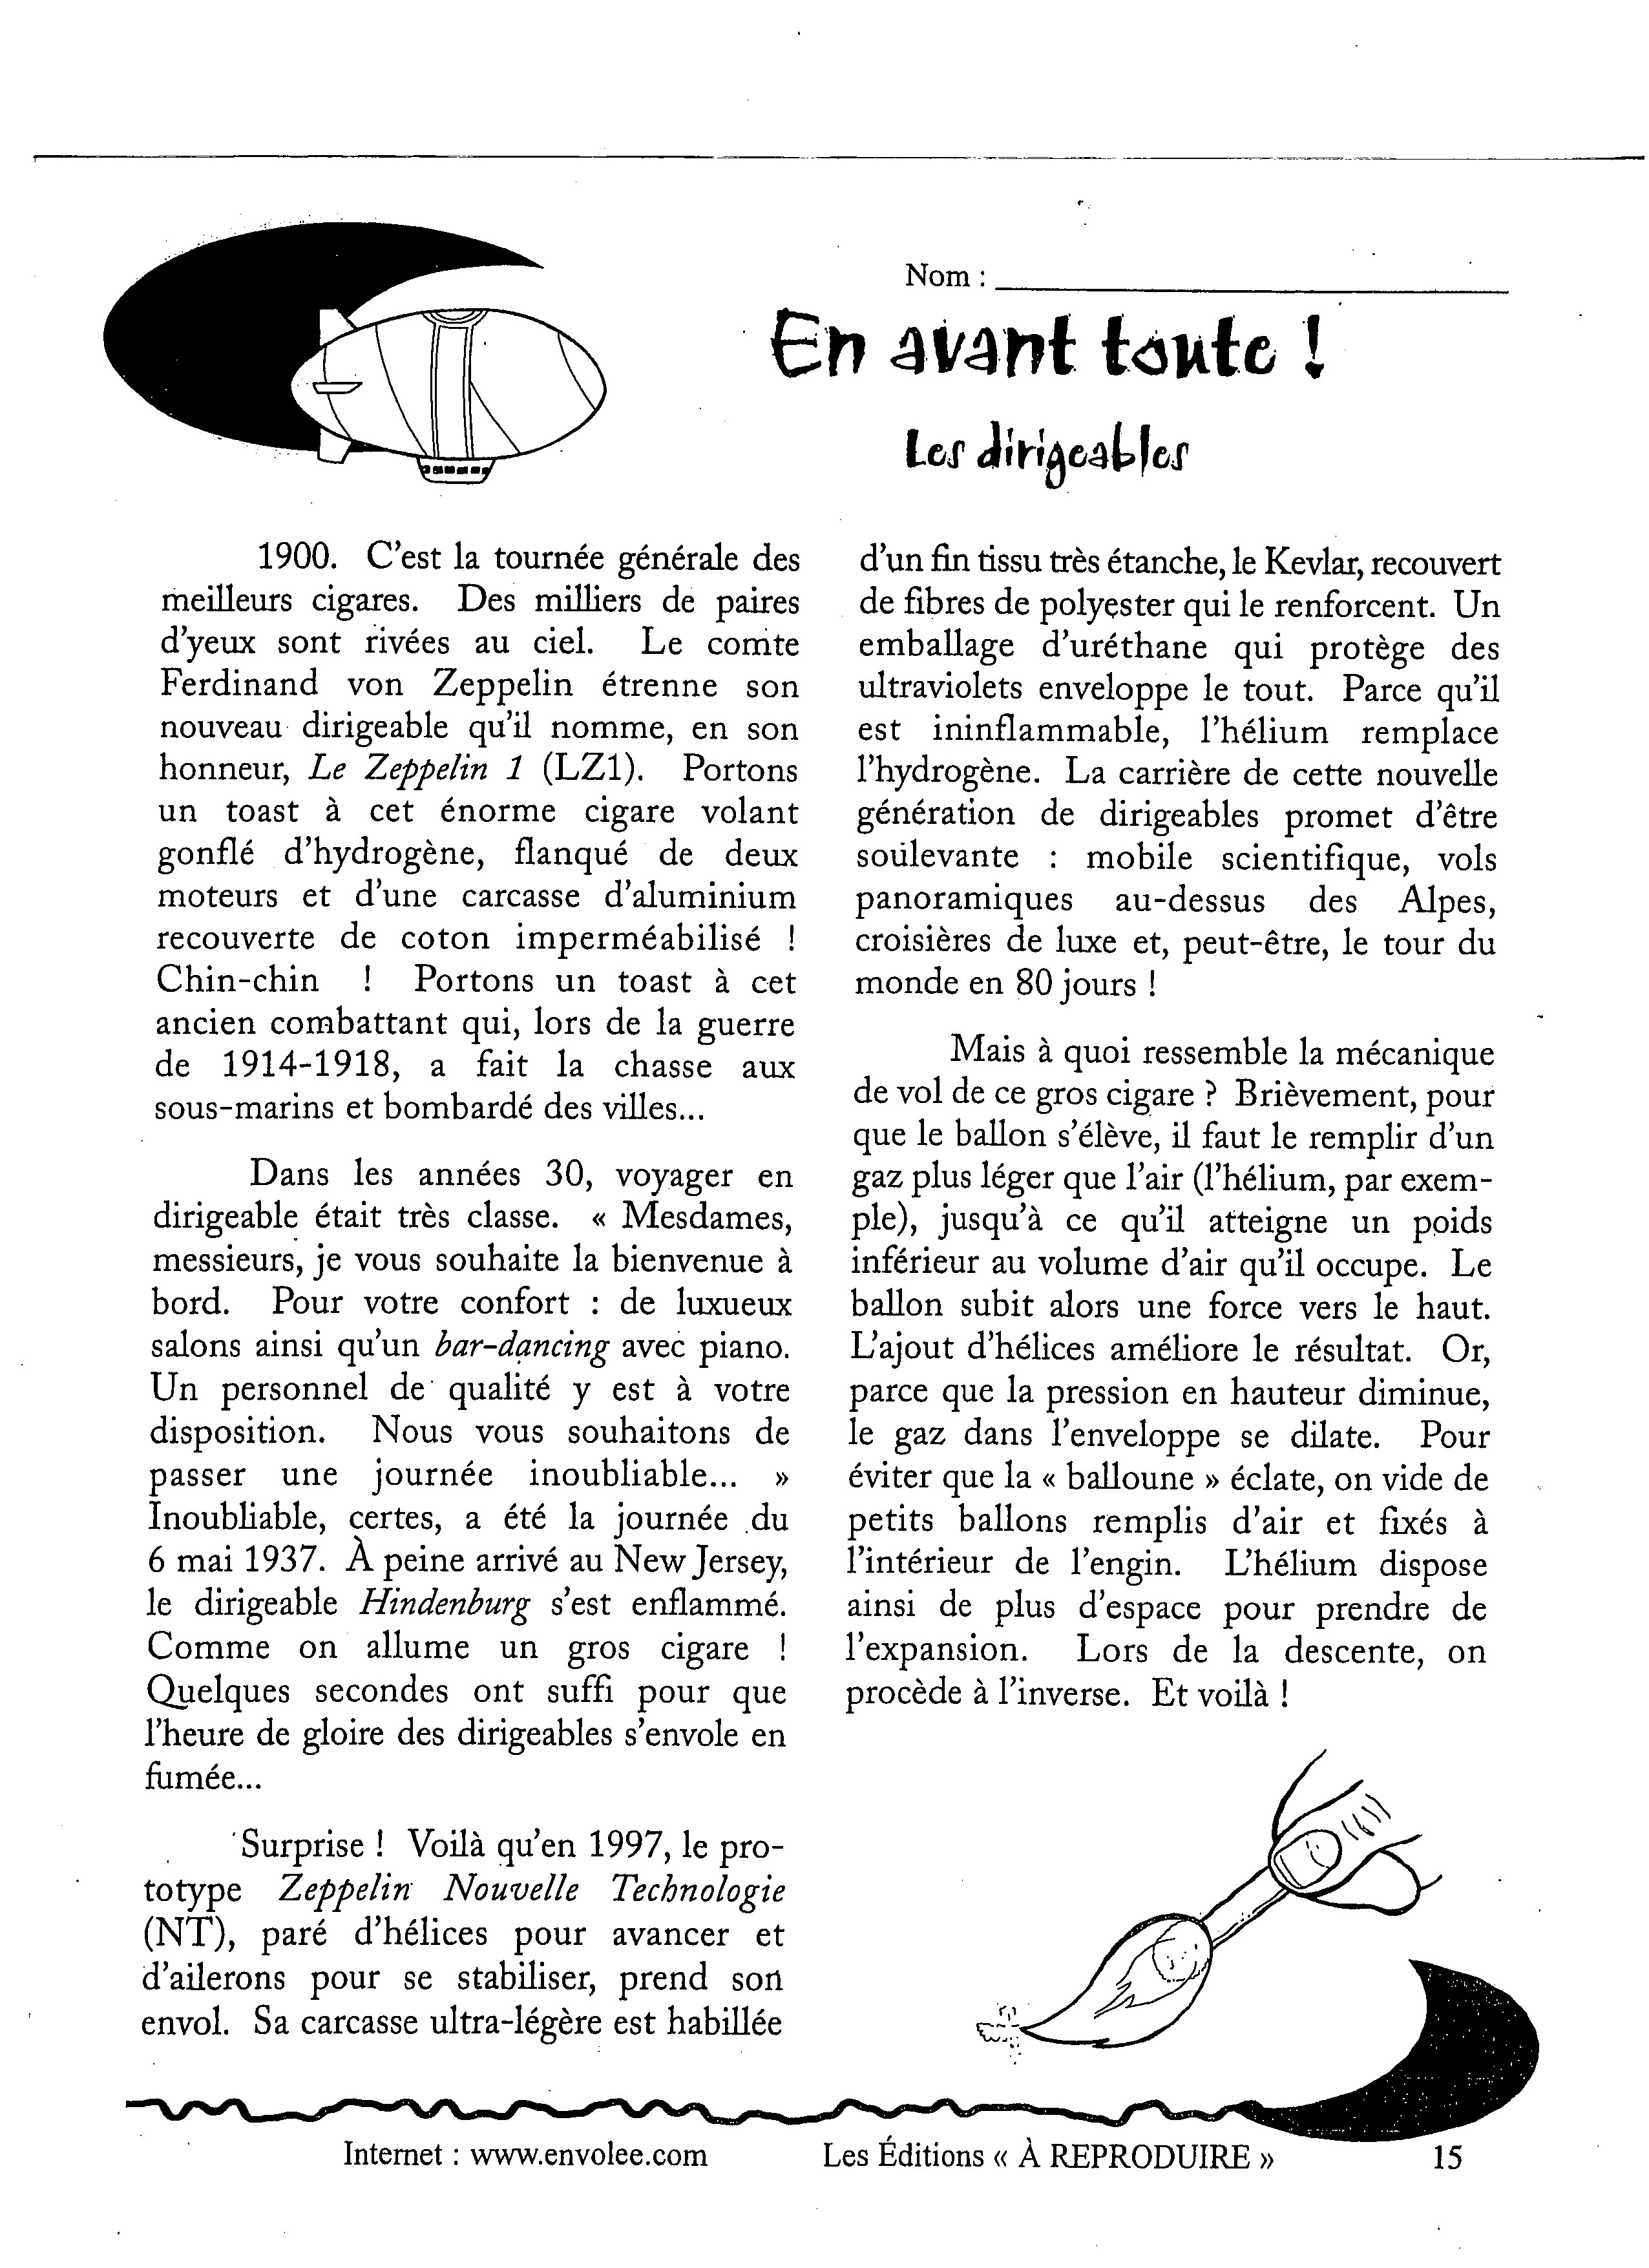 Nom :
En avant toute !
Les dirigeables
1900. C'est la tournée générale des
meilleurs cigares. Des milliers de paires
d'yeux sont rivées au ciel. Le comte
Ferdinand von Zeppelin étrenne son
nouveau dirigeable qu'il nomme, en son
honneur, Le Zeppelin 1 (LZ1). Portons
un toast à cet énorme cigare volant
gonflé d'hydrogène, flanqué de deux
moteurs et d'une carcasse d'aluminium
recouverte de coton imperméabilisé !
Chin-chin ! Portons un toast à cet
ancien combattant qui, lors de la guerre
de 1914-1918, a fait la chasse aux
sous-marins et bombardé des villes...
Dans les années 30, voyager en
dirigeable était très classe. « Mesdames,
messieurs, je vous souhaite la bienvenue à
bord. Pour votre confort : de luxueux
salons ainsi qu'un bar-dancing avec piano.
Un personnel de qualité y est à votre
disposition. Nous vous souhaitons de
passer une journée inoubliable... »
Inoubliable, certes, a été la journée du
6 mai 1937. À peine arrivé au New Jersey,
le dirigeable Hindenburg s'est enflammé.
Comme on allume un gros cigare !
Quelques secondes ont suffi pour que
l'heure de gloire des dirigeables s'envole en
fumée...
Surprise ! Voilà qu'en 1997, le pro-
totype Zeppelin Nouvelle Technologie
(NT), paré d'hélices pour avancer et
d'ailerons pour se stabiliser, prend son
envol. Sa carcasse ultra-légère est habillée
d'un fin tissu très étanche, le Kevlar, recouvert
de fibres de polyester qui le renforcent. Un
emballage d'uréthane qui protège des
ultraviolets enveloppe le tout. Parce qu'il
est ininflammable, l'hélium remplace
l'hydrogène. La carrière de cette nouvelle
génération de dirigeables promet d'être
soulevante : mobile scientifique, vols
panoramiques au-dessus des Alpes,
croisières de luxe et, peut-être, le tour du
monde en 80 jours !
Mais à quoi ressemble la mécanique
de vol de ce gros cigare ? Brièvement, pour
que le ballon s'élève, il faut le remplir d'un
gaz plus léger que l'air (l'hélium, par exem-
ple), jusqu'à ce qu'il atteigne un poids
inférieur au volume d'air qu'il occupe. Le
ballon subit alors une force vers le haut.
L'ajout d'hélices améliore le résultat. Or,
parce que la pression en hauteur diminue,
le gaz dans l'enveloppe se dilate. Pour
éviter que la « balloune » éclate, on vide de
petits ballons remplis d'air et fixés à
l'intérieur de l'engin. L'hélium dispose
ainsi de plus d'espace pour prendre de
l'expansion. Lors de la descente, on
procède à l'inverse. Et voilà !
Internet : www.envolee.com Les Éditions « À REPRODUIRE » 15